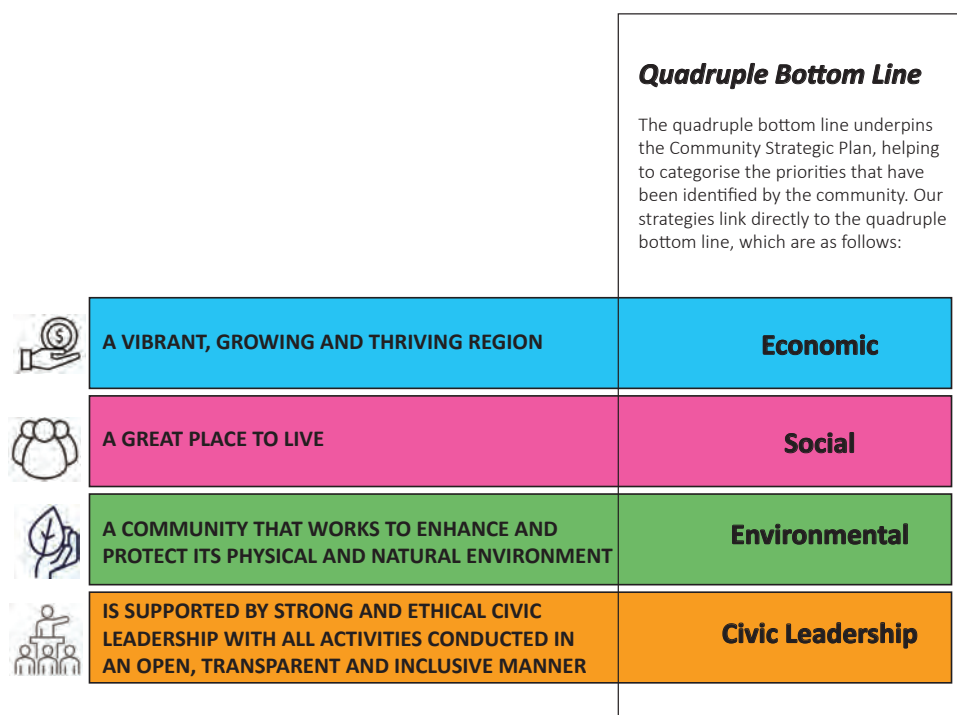 Quadruple Bottom Line
The quadruple bottom line underpins
the Community Strategic Plan, helping
to categorise the priorities that have
been identified by the community. Our
strategies link directly to the quadruple
bottom line, which are as follows:
A VIBRANT, GROWING AND THRIVING REGION
Economic
A GREAT PLACE TO LIVE
Social
A COMMUNITY THAT WORKS TO ENHANCE AND
PROTECT ITS PHYSICAL AND NATURAL ENVIRONMENT
Environmental
IS SUPPORTED BY STRONG AND ETHICAL CIVIC
LEADERSHIP WITH ALL ACTIVITIES CONDUCTED IN
AN OPEN, TRANSPARENT AND INCLUSIVE MANNER
Civic Leadership